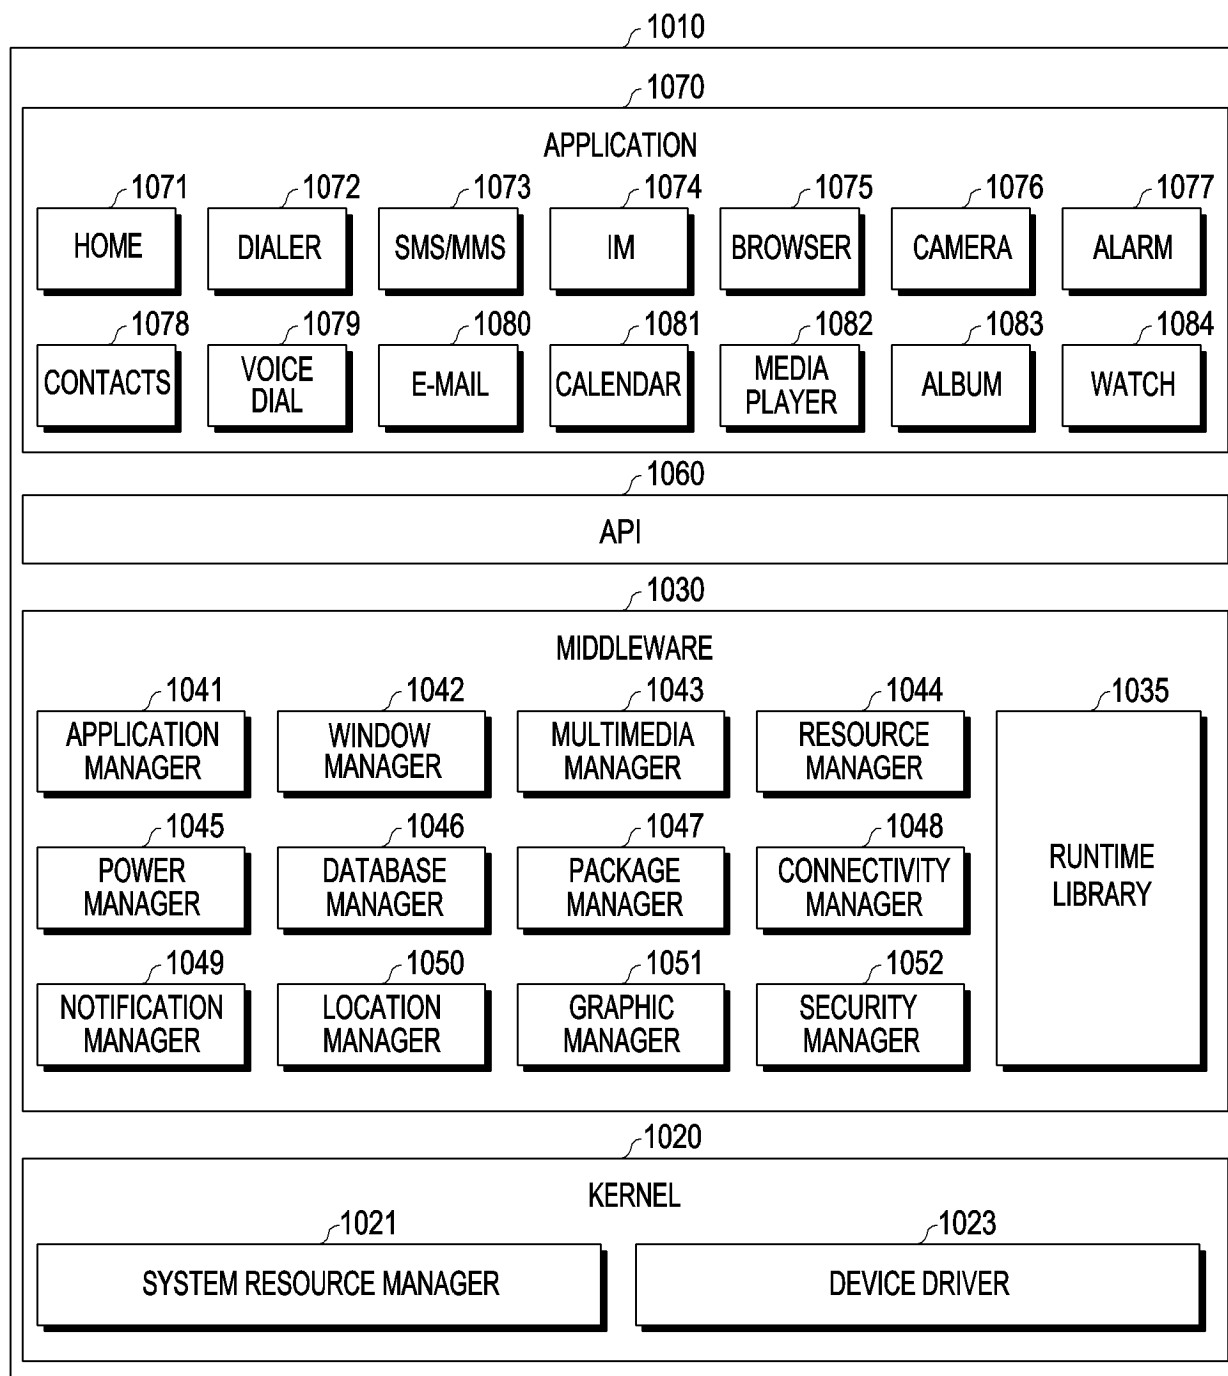 1010
1070
APPLICATION
1071 1072 1073 1074 1075 1076 1077
HOME DIALER SMS/MMS IM BROWSER CAMERA ALARM
1078 1079 1080 1081 1082 1083 1084
CONTACTS VOICE DIAL E-MAIL CALENDAR MEDIA PLAYER ALBUM WATCH
1060
API
1030
MIDDLEWARE
1041 1042 1043 1044 1035
APPLICATION MANAGER WINDOW MANAGER MULTIMEDIA MANAGER RESOURCE MANAGER
1045 1046 1047 1048
POWER MANAGER DATABASE MANAGER PACKAGE MANAGER CONNECTIVITY MANAGER RUNTIME LIBRARY
1049 1050 1051 1052
NOTIFICATION MANAGER LOCATION MANAGER GRAPHIC MANAGER SECURITY MANAGER
1020
KERNEL
1021 1023
SYSTEM RESOURCE MANAGER DEVICE DRIVER